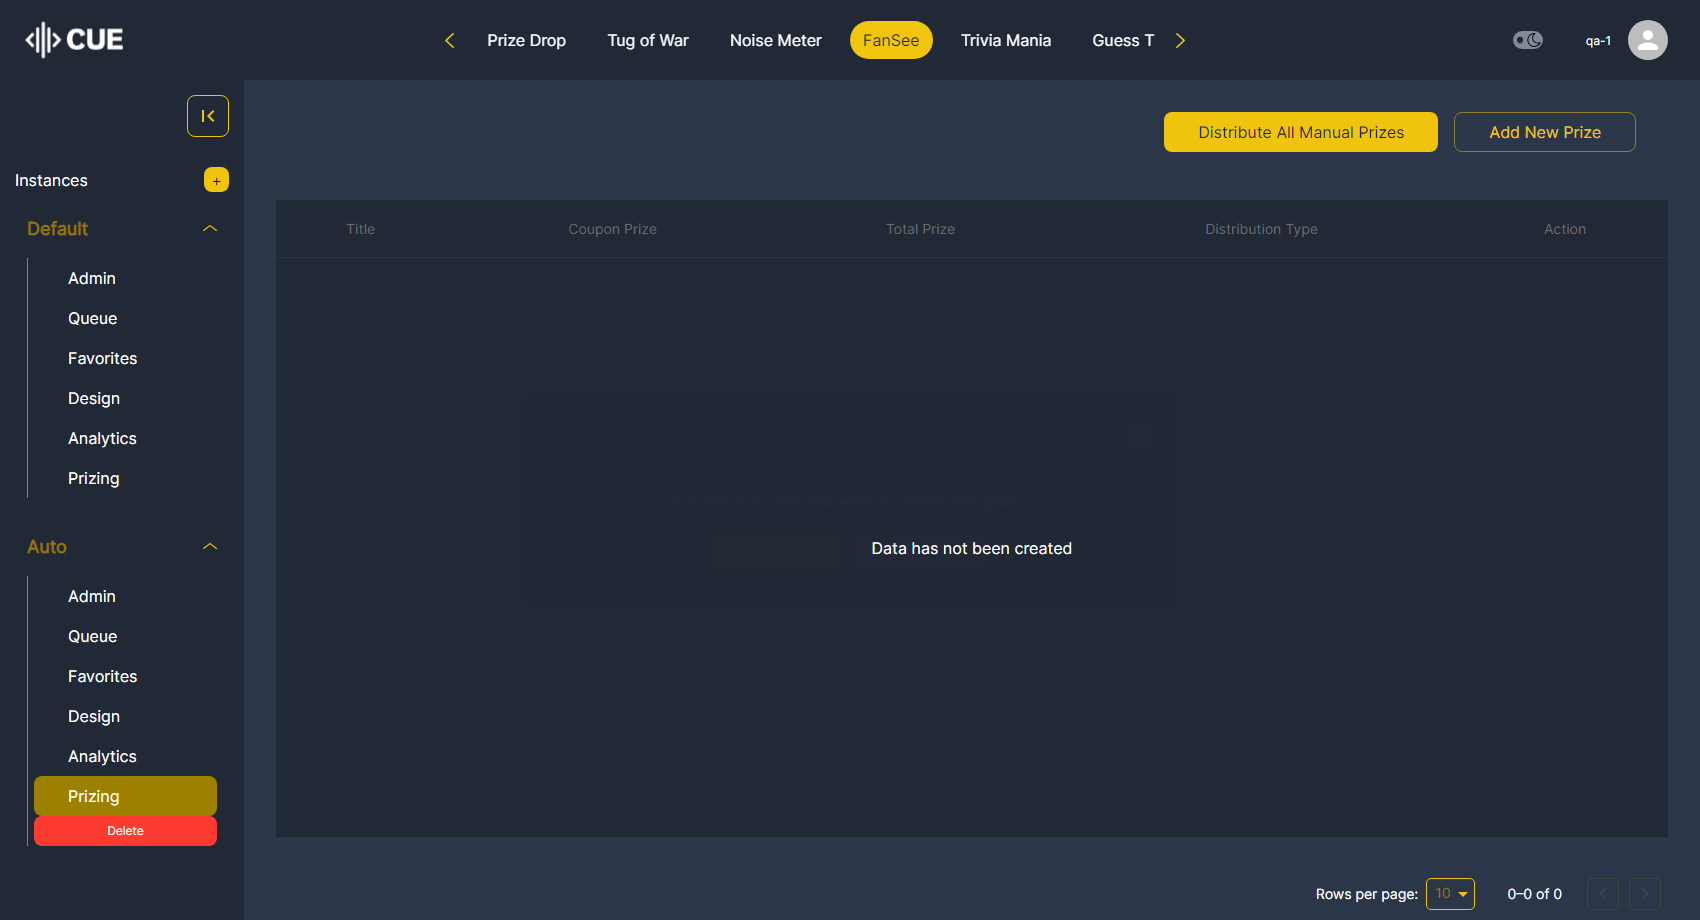 CUE
Prize Drop
Tug of War
Noise Meter
FanSee
Trivia Mania
Guess T
qa-1
Instances
+
Default
Admin
Queue
Favorites
Design
Analytics
Prizing
Auto
Admin
Queue
Favorites
Design
Analytics
Prizing
Delete
Distribute All Manual Prizes
Add New Prize
Title
Coupon Prize
Total Prize
Distribution Type
Action
Data has not been created
Rows per page:
10
0–0 of 0